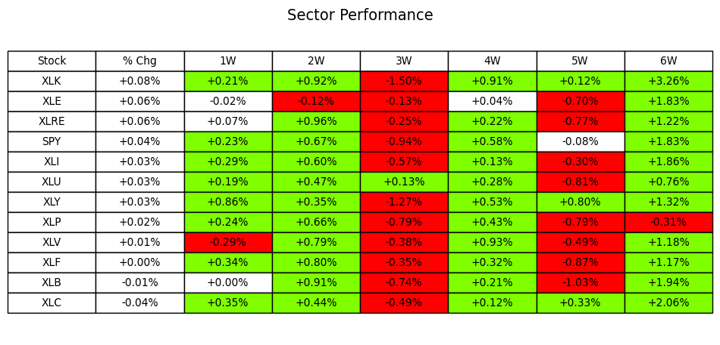 Sector Performance
Stock % Chg 1W 2W 3W 4W 5W 6W
XLK +0.08% +0.21% +0.92% -1.50% +0.91% +0.12% +3.26%
XLE +0.06% -0.02% -0.12% -0.13% +0.04% -0.70% +1.83%
XLRE +0.06% +0.07% +0.96% -0.25% +0.22% -0.77% +1.22%
SPY +0.04% +0.23% +0.67% -0.94% +0.58% -0.08% +1.83%
XLI +0.03% +0.29% +0.60% -0.57% +0.13% -0.30% +1.86%
XLU +0.03% +0.19% +0.47% +0.13% +0.28% -0.81% +0.76%
XLY +0.03% +0.86% +0.35% -1.27% +0.53% +0.80% +1.32%
XLP +0.02% +0.24% +0.66% -0.79% +0.43% -0.79% -0.31%
XLV +0.01% -0.29% +0.79% -0.38% +0.93% -0.49% +1.18%
XLF +0.00% +0.34% +0.80% -0.35% +0.32% -0.87% +1.17%
XLB -0.01% +0.00% +0.91% -0.74% +0.21% -1.03% +1.94%
XLC -0.04% +0.35% +0.44% -0.49% +0.12% +0.33% +2.06%